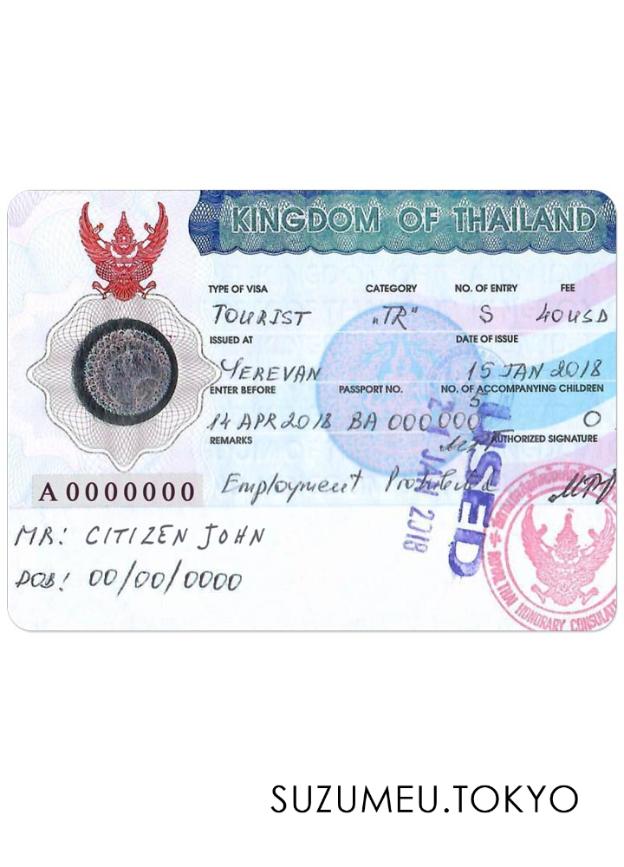 KINGDOM OF THAILAND
TYPE OF VISA CATEGORY NO. OF ENTRY FEE
TOURIST „TR" S 40 USD
ISSUED AT DATE OF ISSUE
YEREVAN 15 JAN 2018
ENTER BEFORE PASSPORT NO. NO. OF ACCOMPANYING CHILDREN
14 APR 2018 BA 000000 0
REMARKS AUTHORIZED SIGNATURE
Employment Prohibited
A 0000000
USED
JAN 2018
MR: CITIZEN JOHN
DOB: 00/00/0000
ROYAL THAI HONORARY CONSULATE
SUZUMEU.TOKYO